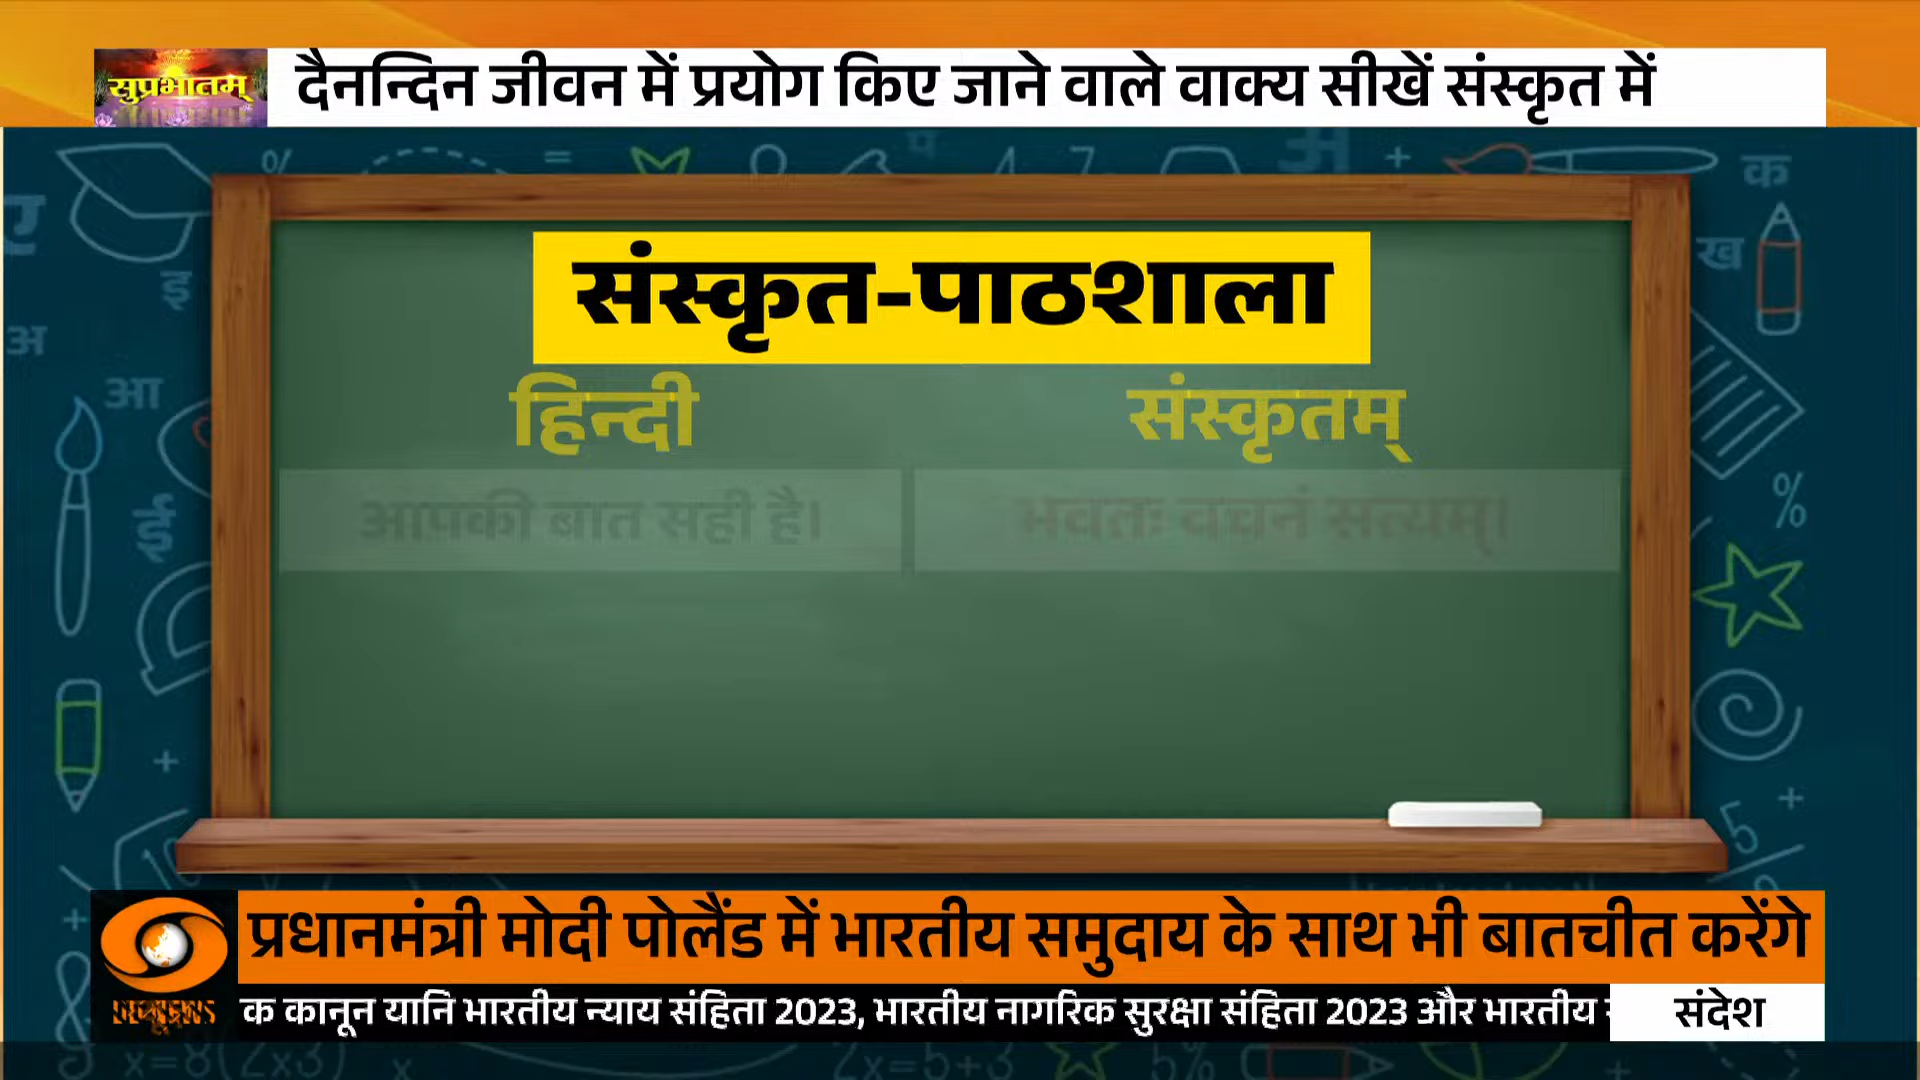 सुप्रभातम्
दैनन्दिन जीवन में प्रयोग किए जाने वाले वाक्य सीखें संस्कृत में
संस्कृत-पाठशाला
हिन्दी संस्कृतम्
आपकी बात सही है। भवतः वचनं सत्यम्।
प्रधानमंत्री मोदी पोलैंड में भारतीय समुदाय के साथ भी बातचीत करेंगे
क कानून यानि भारतीय न्याय संहिता 2023, भारतीय नागरिक सुरक्षा संहिता 2023 और भारतीय
संदेश